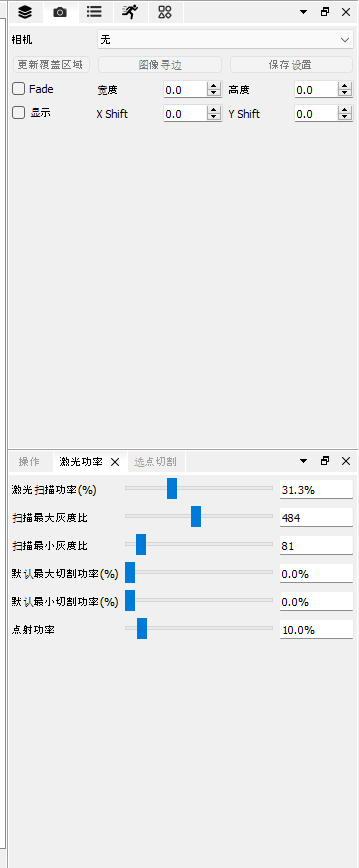 相机 无
更新覆盖区域 图像寻边 保存设置
Fade 宽度 0.0 高度 0.0
显示 X Shift 0.0 Y Shift 0.0
操作 激光功率 选点切割
激光扫描功率(%) 31.3%
扫描最大灰度比 484
扫描最小灰度比 81
默认最大切割功率(%) 0.0%
默认最小切割功率(%) 0.0%
点射功率 10.0%